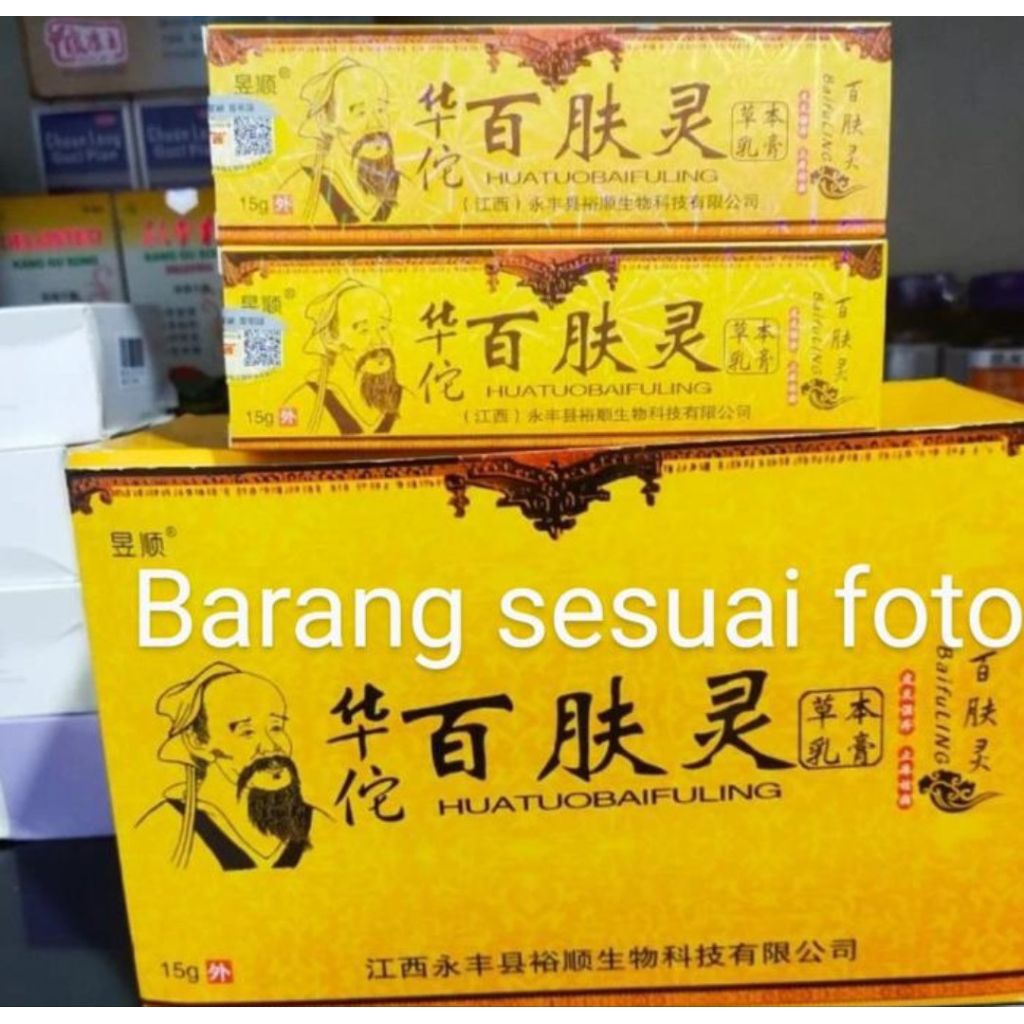 昱顺®
华佗
百肤灵
草本
乳膏
HUATUOBAIFULING
15g 外
（江西）永丰县裕顺生物科技有限公司
百肤灵
BaifuLING
昱顺®
华佗
百肤灵
草本
乳膏
HUATUOBAIFULING
15g 外
（江西）永丰县裕顺生物科技有限公司
百肤灵
BaifuLING
昱顺®
Barang sesuai foto
华佗
百肤灵
草本
乳膏
HUATUOBAIFULING
百肤灵
BaifuLING
15g 外
江西永丰县裕顺生物科技有限公司